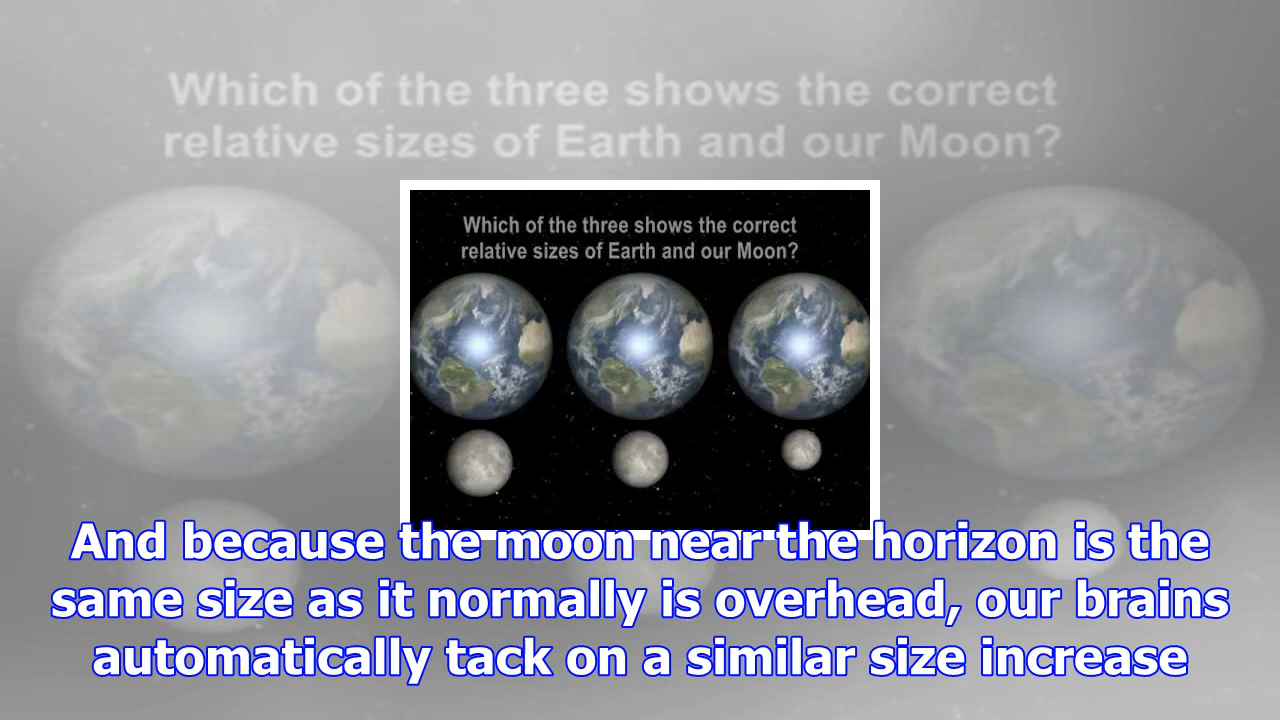 Which of the three shows the correct
relative sizes of Earth and our Moon?
Which of the three shows the correct
relative sizes of Earth and our Moon?
And because the moon near the horizon is the
same size as it normally is overhead, our brains
automatically tack on a similar size increase